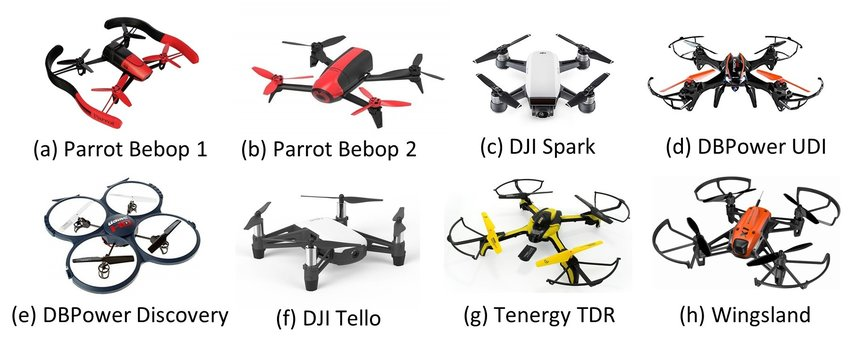 (a) Parrot Bebop 1
(b) Parrot Bebop 2
(c) DJI Spark
(d) DBPower UDI
(e) DBPower Discovery
(f) DJI Tello
(g) Tenergy TDR
(h) Wingsland